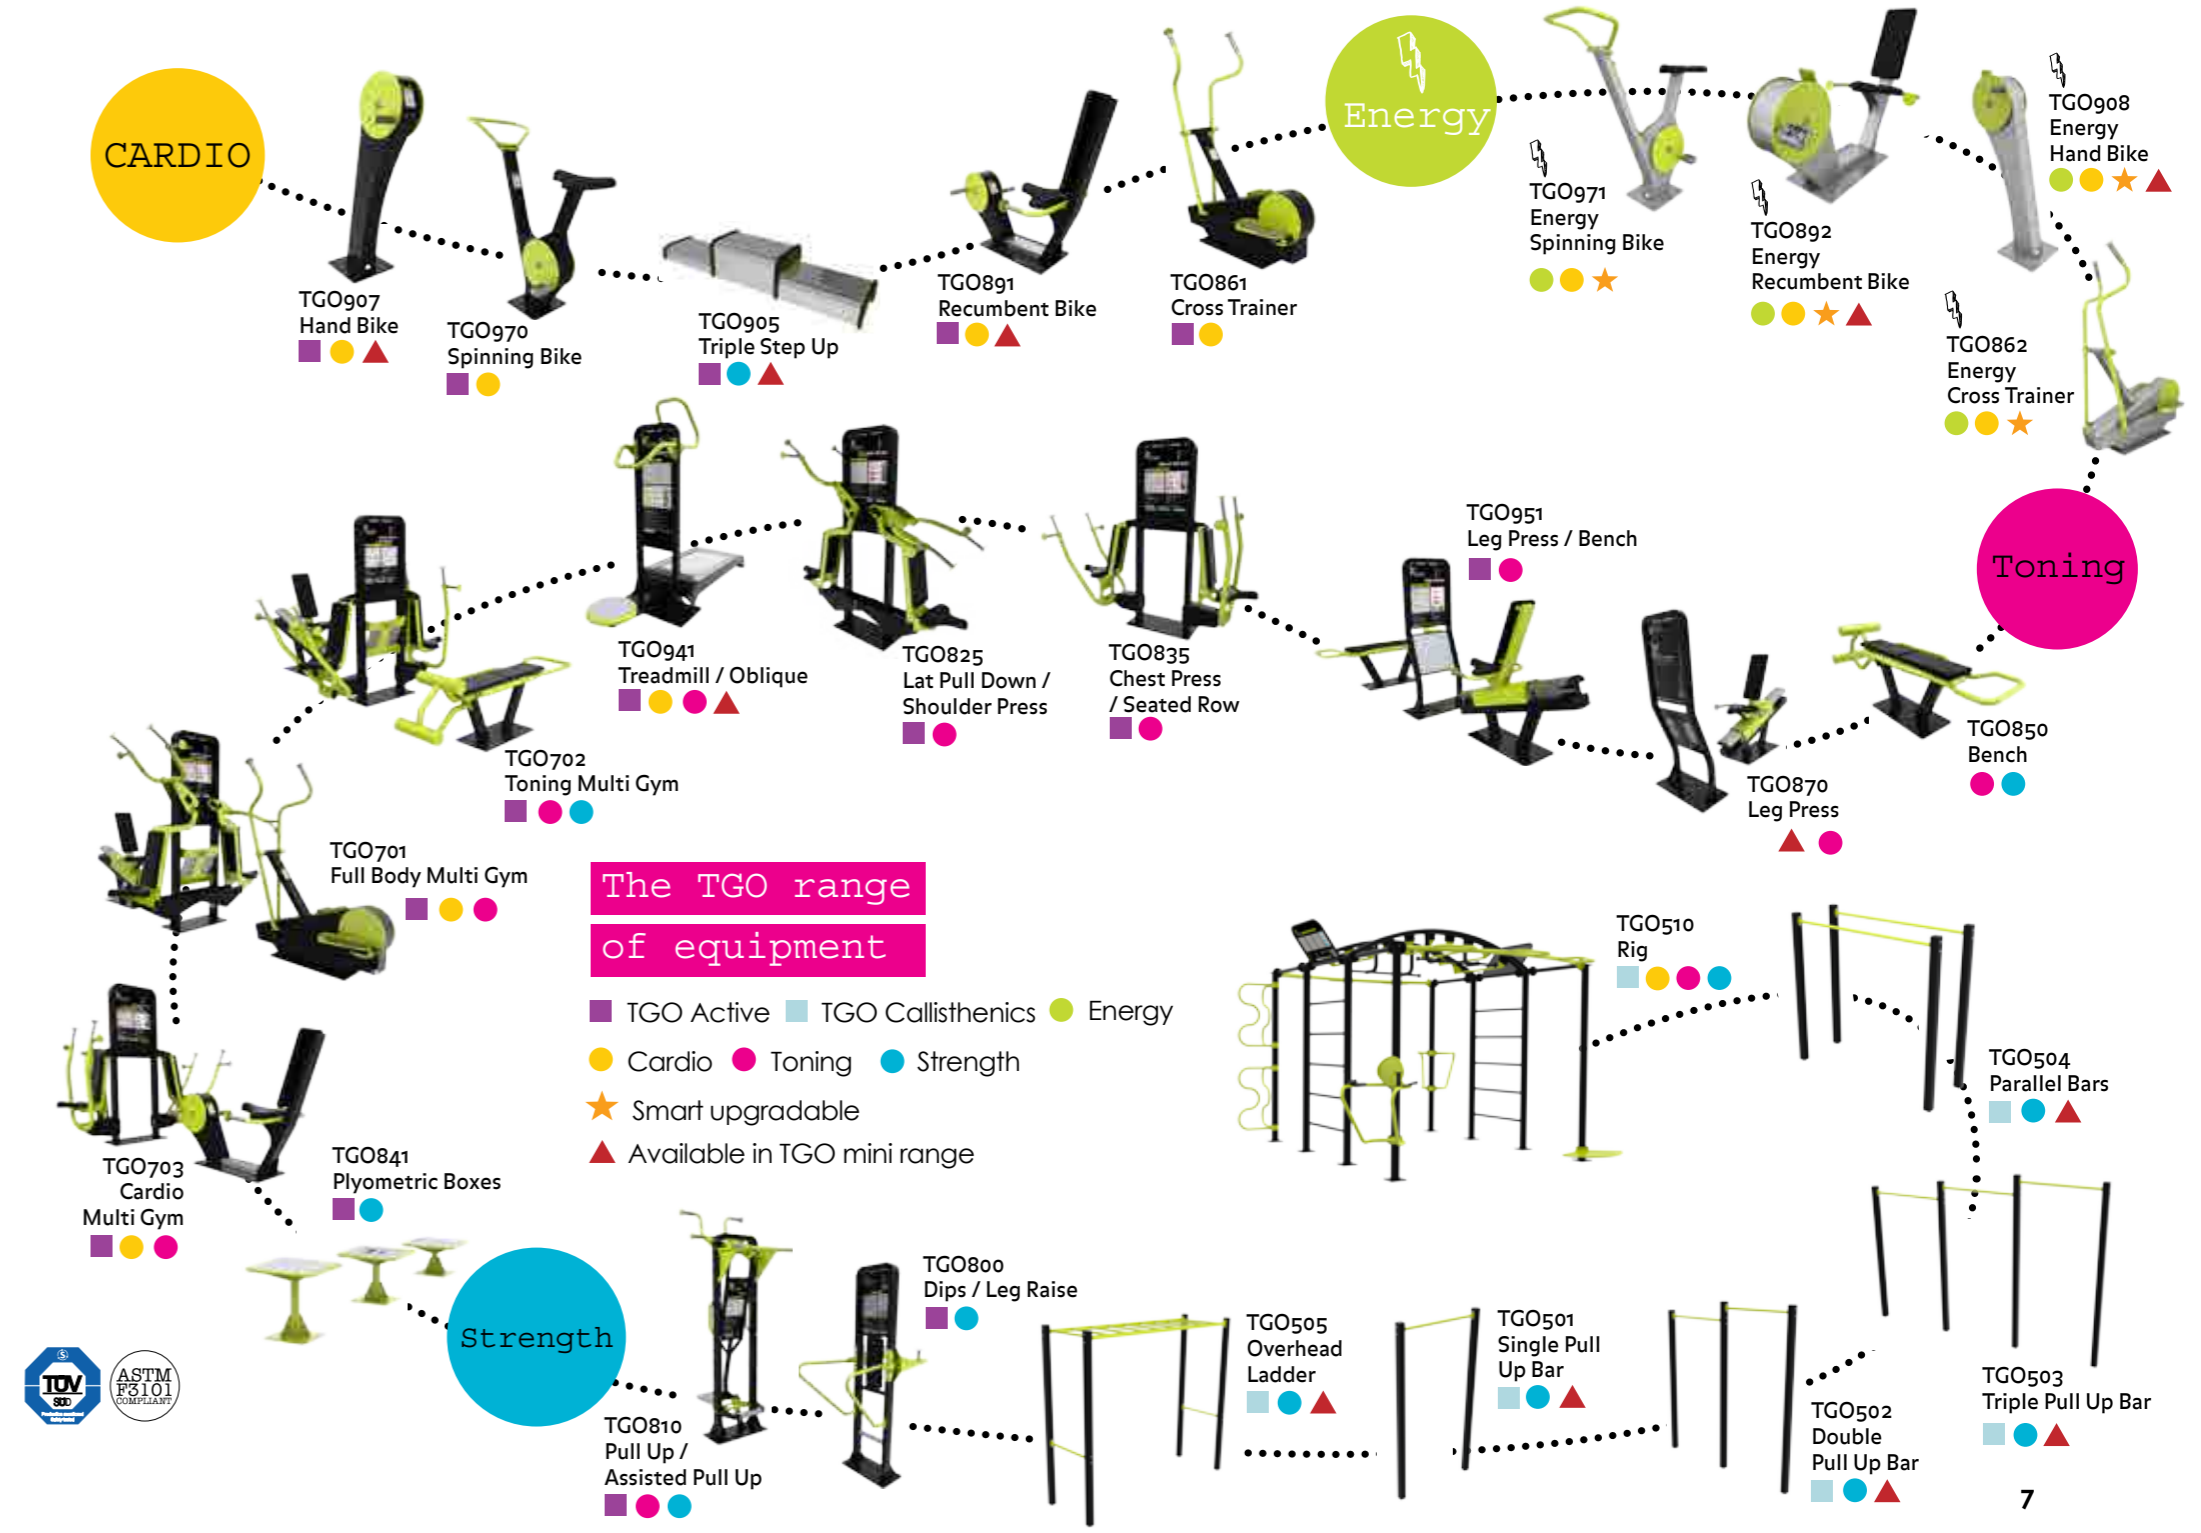 CARDIO
TGO907
Hand Bike
TGO970
Spinning Bike
TGO905
Triple Step Up
TGO891
Recumbent Bike
TGO861
Cross Trainer
Energy
TGO971
Energy
Spinning Bike
TGO892
Energy
Recumbent Bike
TGO908
Energy
Hand Bike
TGO862
Energy
Cross Trainer
Toning
TGO850
Bench
TGO870
Leg Press
TGO951
Leg Press / Bench
TGO835
Chest Press
/ Seated Row
TGO825
Lat Pull Down /
Shoulder Press
TGO941
Treadmill / Oblique
TGO702
Toning Multi Gym
TGO701
Full Body Multi Gym
TGO703
Cardio
Multi Gym
TGO841
Plyometric Boxes
The TGO range
of equipment
TGO Active
TGO Callisthenics
Energy
Cardio
Toning
Strength
Smart upgradable
Available in TGO mini range
Strength
TGO810
Pull Up /
Assisted Pull Up
TGO800
Dips / Leg Raise
TGO505
Overhead
Ladder
TGO501
Single Pull
Up Bar
TGO502
Double
Pull Up Bar
TGO503
Triple Pull Up Bar
TGO504
Parallel Bars
TGO510
Rig
TÜV
SÜD
ASTM
F3101
COMPLIANT
7